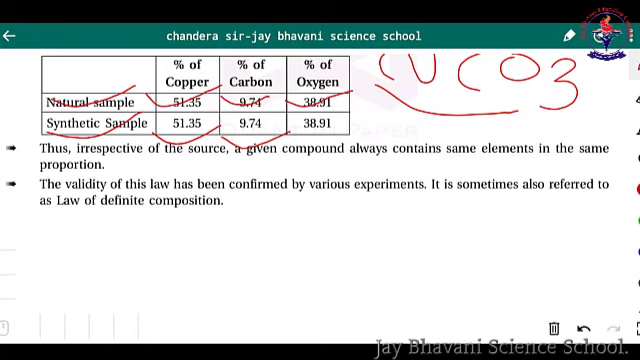 chandera sir-jay bhavani science school
% of Copper % of Carbon % of Oxygen
Natural sample 51.35 9.74 38.91
Synthetic Sample 51.35 9.74 38.91
CuCO3
Thus, irrespective of the source, a given compound always contains same elements in the same
proportion.
The validity of this law has been confirmed by various experiments. It is sometimes also referred to
as Law of definite composition.
Jay Bhavani Science School.